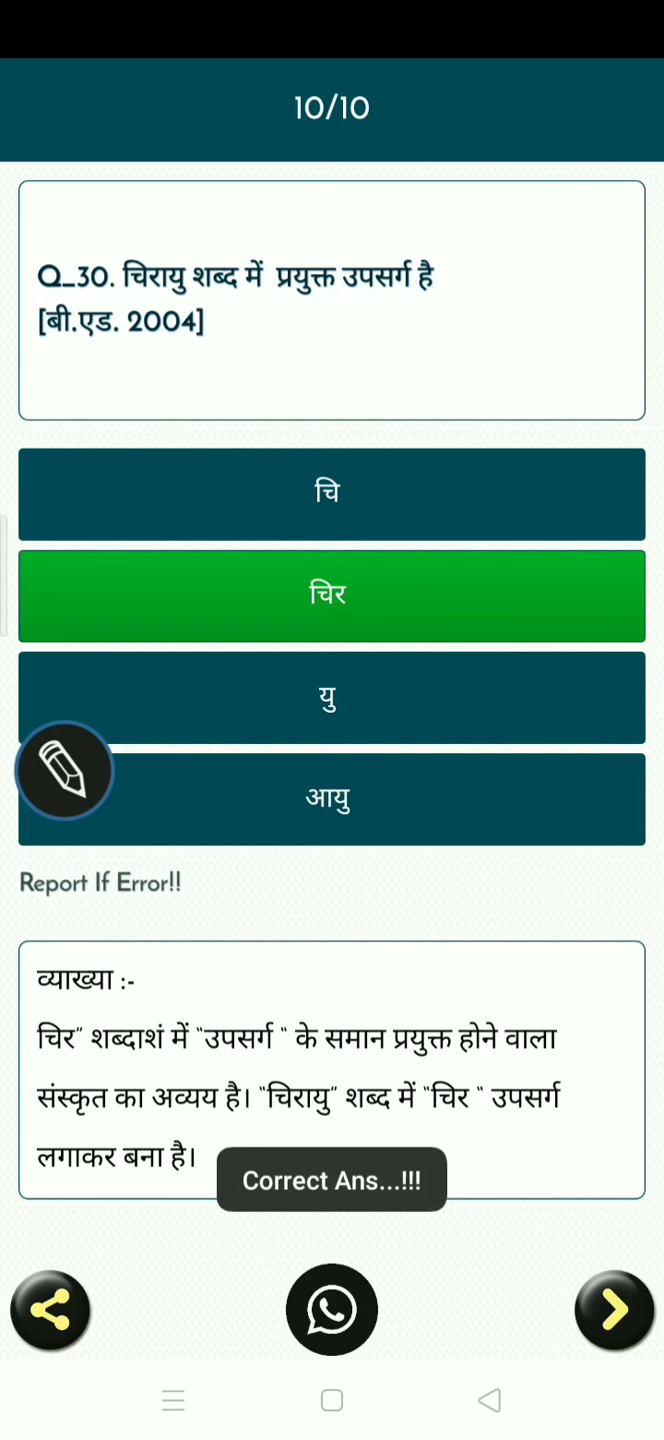 10/10
Q_30. चिरायु शब्द में प्रयुक्त उपसर्ग है
[बी.एड. 2004]
चि
चिर
यु
आयु
Report If Error!!
व्याख्या :-
चिर" शब्दाशं में "उपसर्ग " के समान प्रयुक्त होने वाला
संस्कृत का अव्यय है। "चिरायु" शब्द में "चिर " उपसर्ग
लगाकर बना है।
Correct Ans...!!!